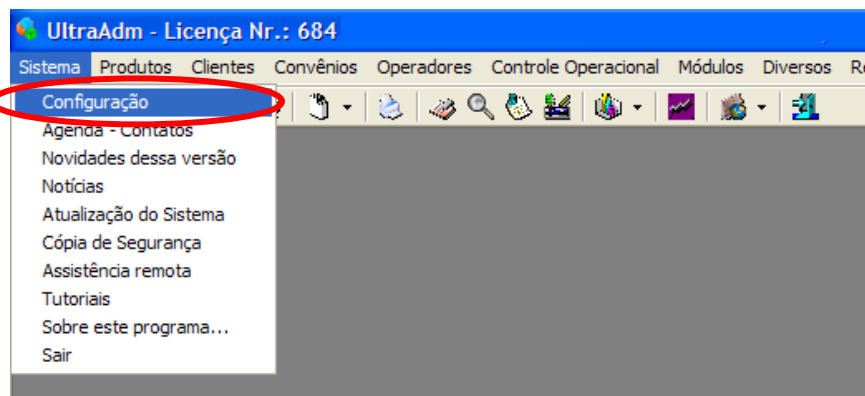 UltraAdm - Licença Nr.: 684
Sistema Produtos Clientes Convênios Operadores Controle Operacional Módulos Diversos
Configuração
Agenda - Contatos
Novidades dessa versão
Notícias
Atualização do Sistema
Cópia de Segurança
Assistência remota
Tutoriais
Sobre este programa...
Sair